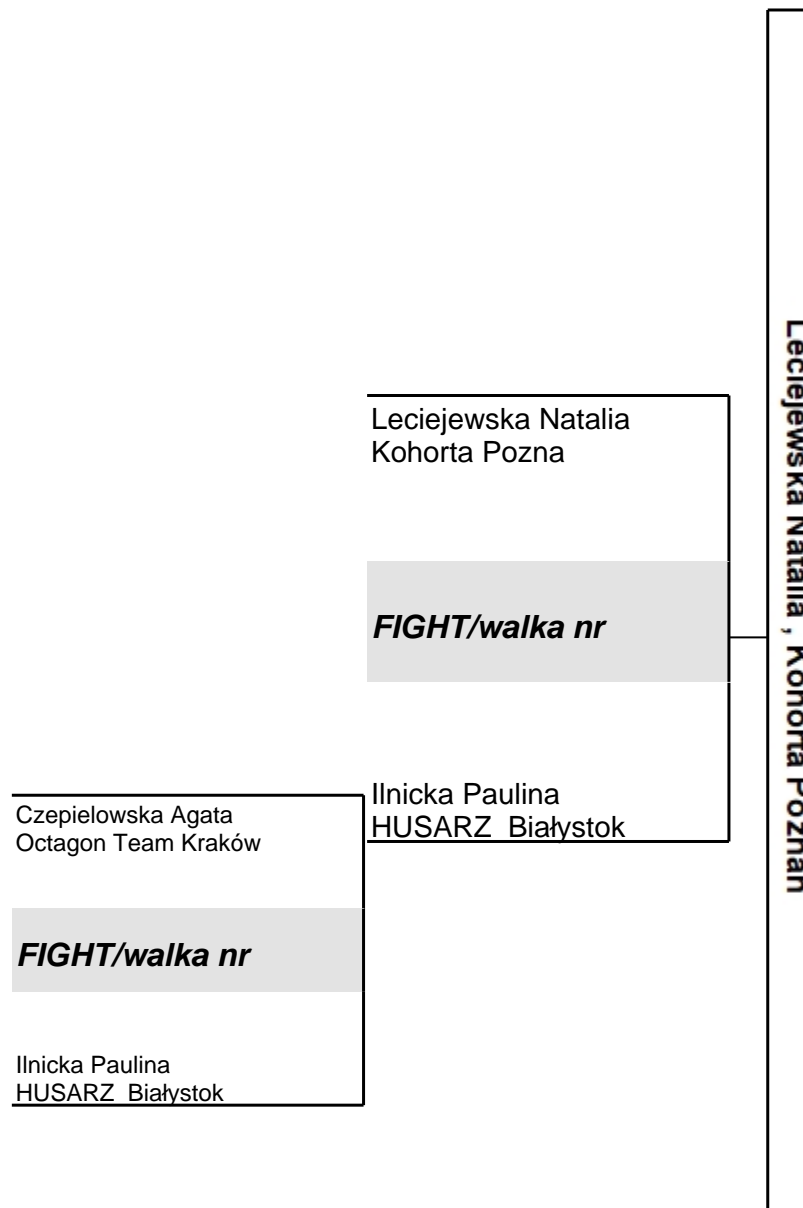 Leciejewska Natalia
Kohorta Pozna
FIGHT/walka nr
Ilnicka Paulina
HUSARZ Białystok
Czepielowska Agata
Octagon Team Kraków
FIGHT/walka nr
Ilnicka Paulina
HUSARZ Białystok
Leciejewska Natalia , Kohorta Poznań